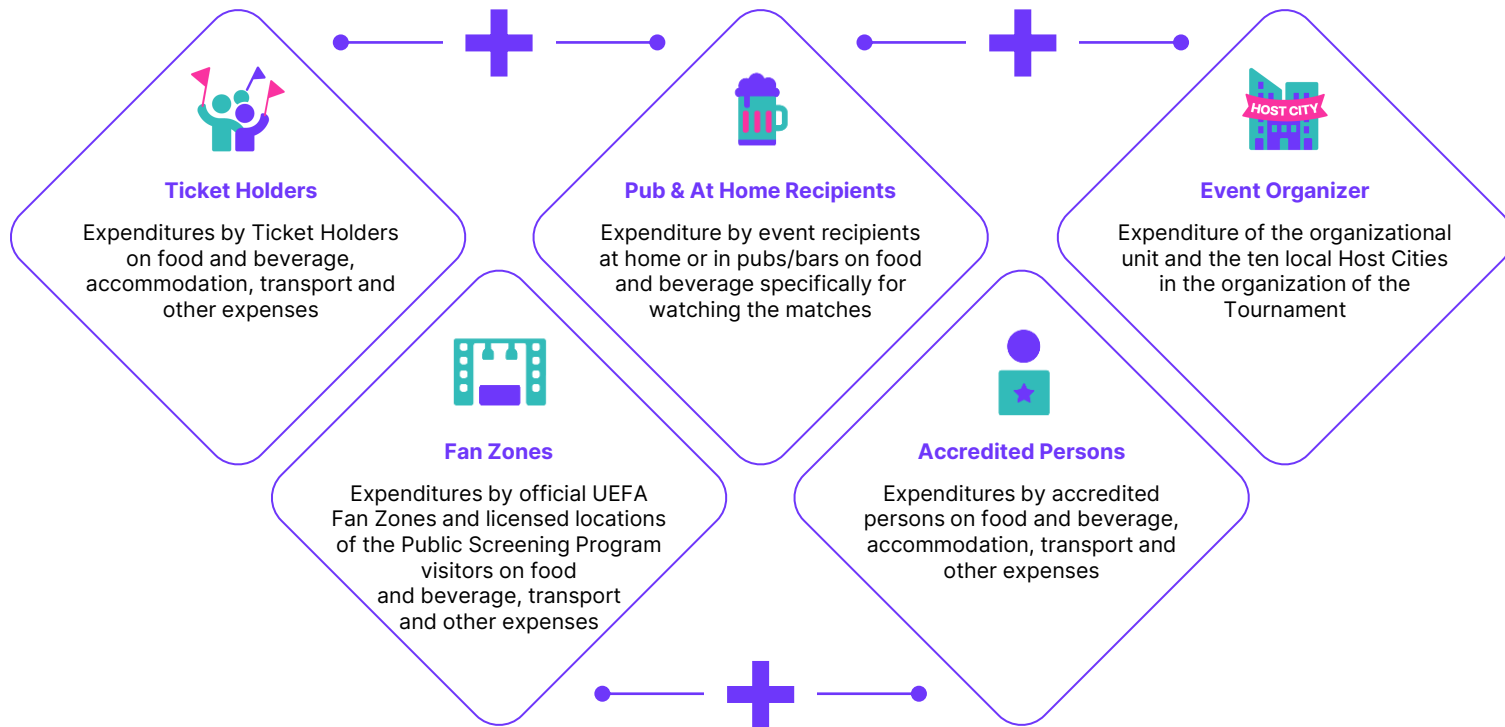 Ticket Holders
Expenditures by Ticket Holders
on food and beverage,
accommodation, transport and
other expenses
Pub & At Home Recipients
Expenditure by event recipients
at home or in pubs/bars on food
and beverage specifically for
watching the matches
HOST CITY
Event Organizer
Expenditure of the organizational
unit and the ten local Host Cities
in the organization of the
Tournament
Fan Zones
Expenditures by official UEFA
Fan Zones and licensed locations
of the Public Screening Program
visitors on food
and beverage, transport
and other expenses
Accredited Persons
Expenditures by accredited
persons on food and beverage,
accommodation, transport and
other expenses